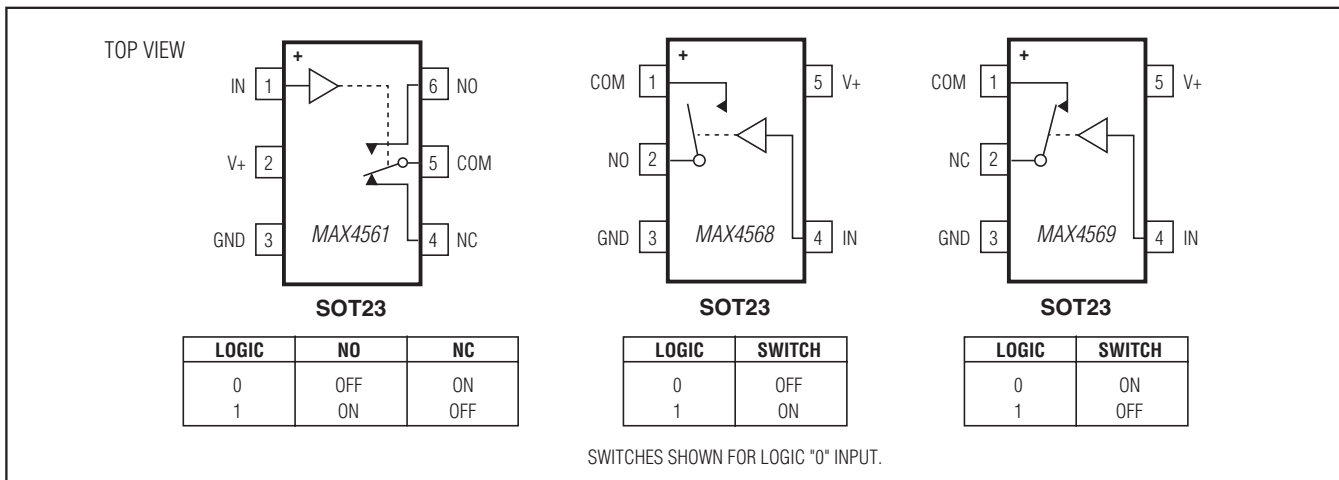 TOP VIEW
+
IN 1
6 NO
V+ 2
5 COM
GND 3
MAX4561
4 NC
SOT23
LOGIC NO NC
0 OFF ON
1 ON OFF
+
COM 1
5 V+
NO 2
GND 3
MAX4568
4 IN
SOT23
LOGIC SWITCH
0 OFF
1 ON
+
COM 1
5 V+
NC 2
GND 3
MAX4569
4 IN
SOT23
LOGIC SWITCH
0 ON
1 OFF
SWITCHES SHOWN FOR LOGIC "0" INPUT.